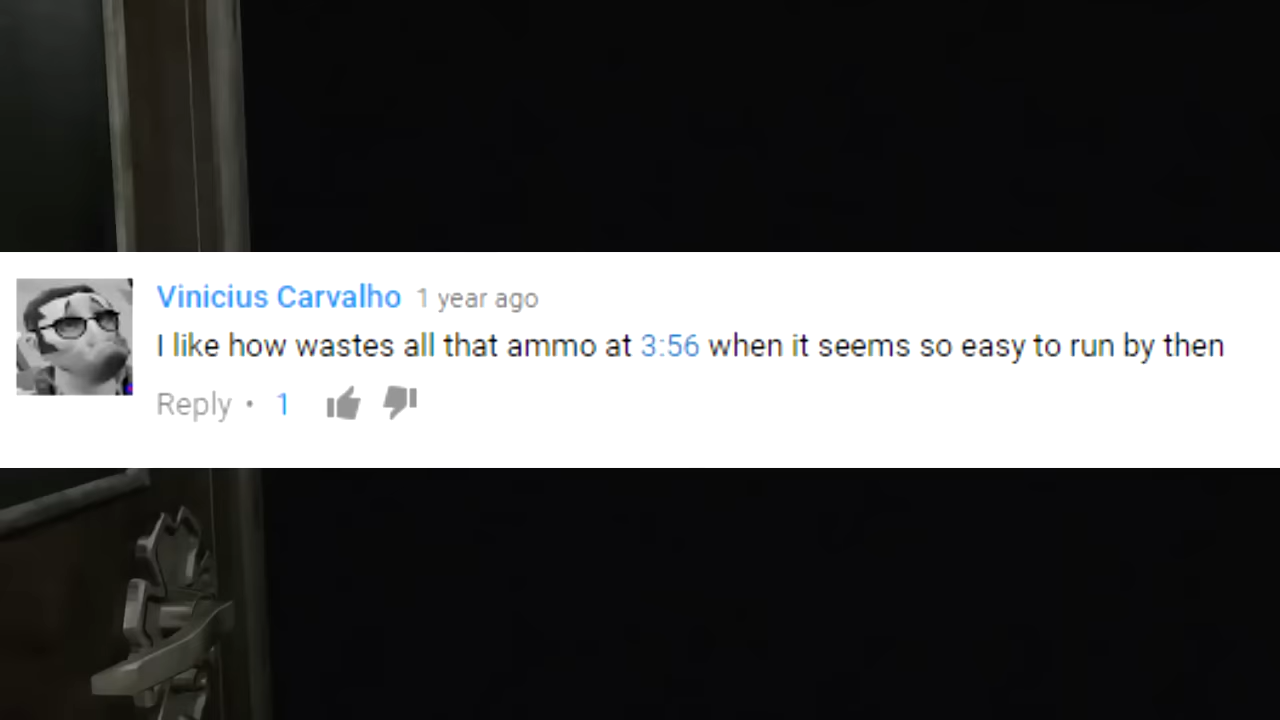 Vinicius Carvalho 1 year ago
I like how wastes all that ammo at 3:56 when it seems so easy to run by then
Reply • 1